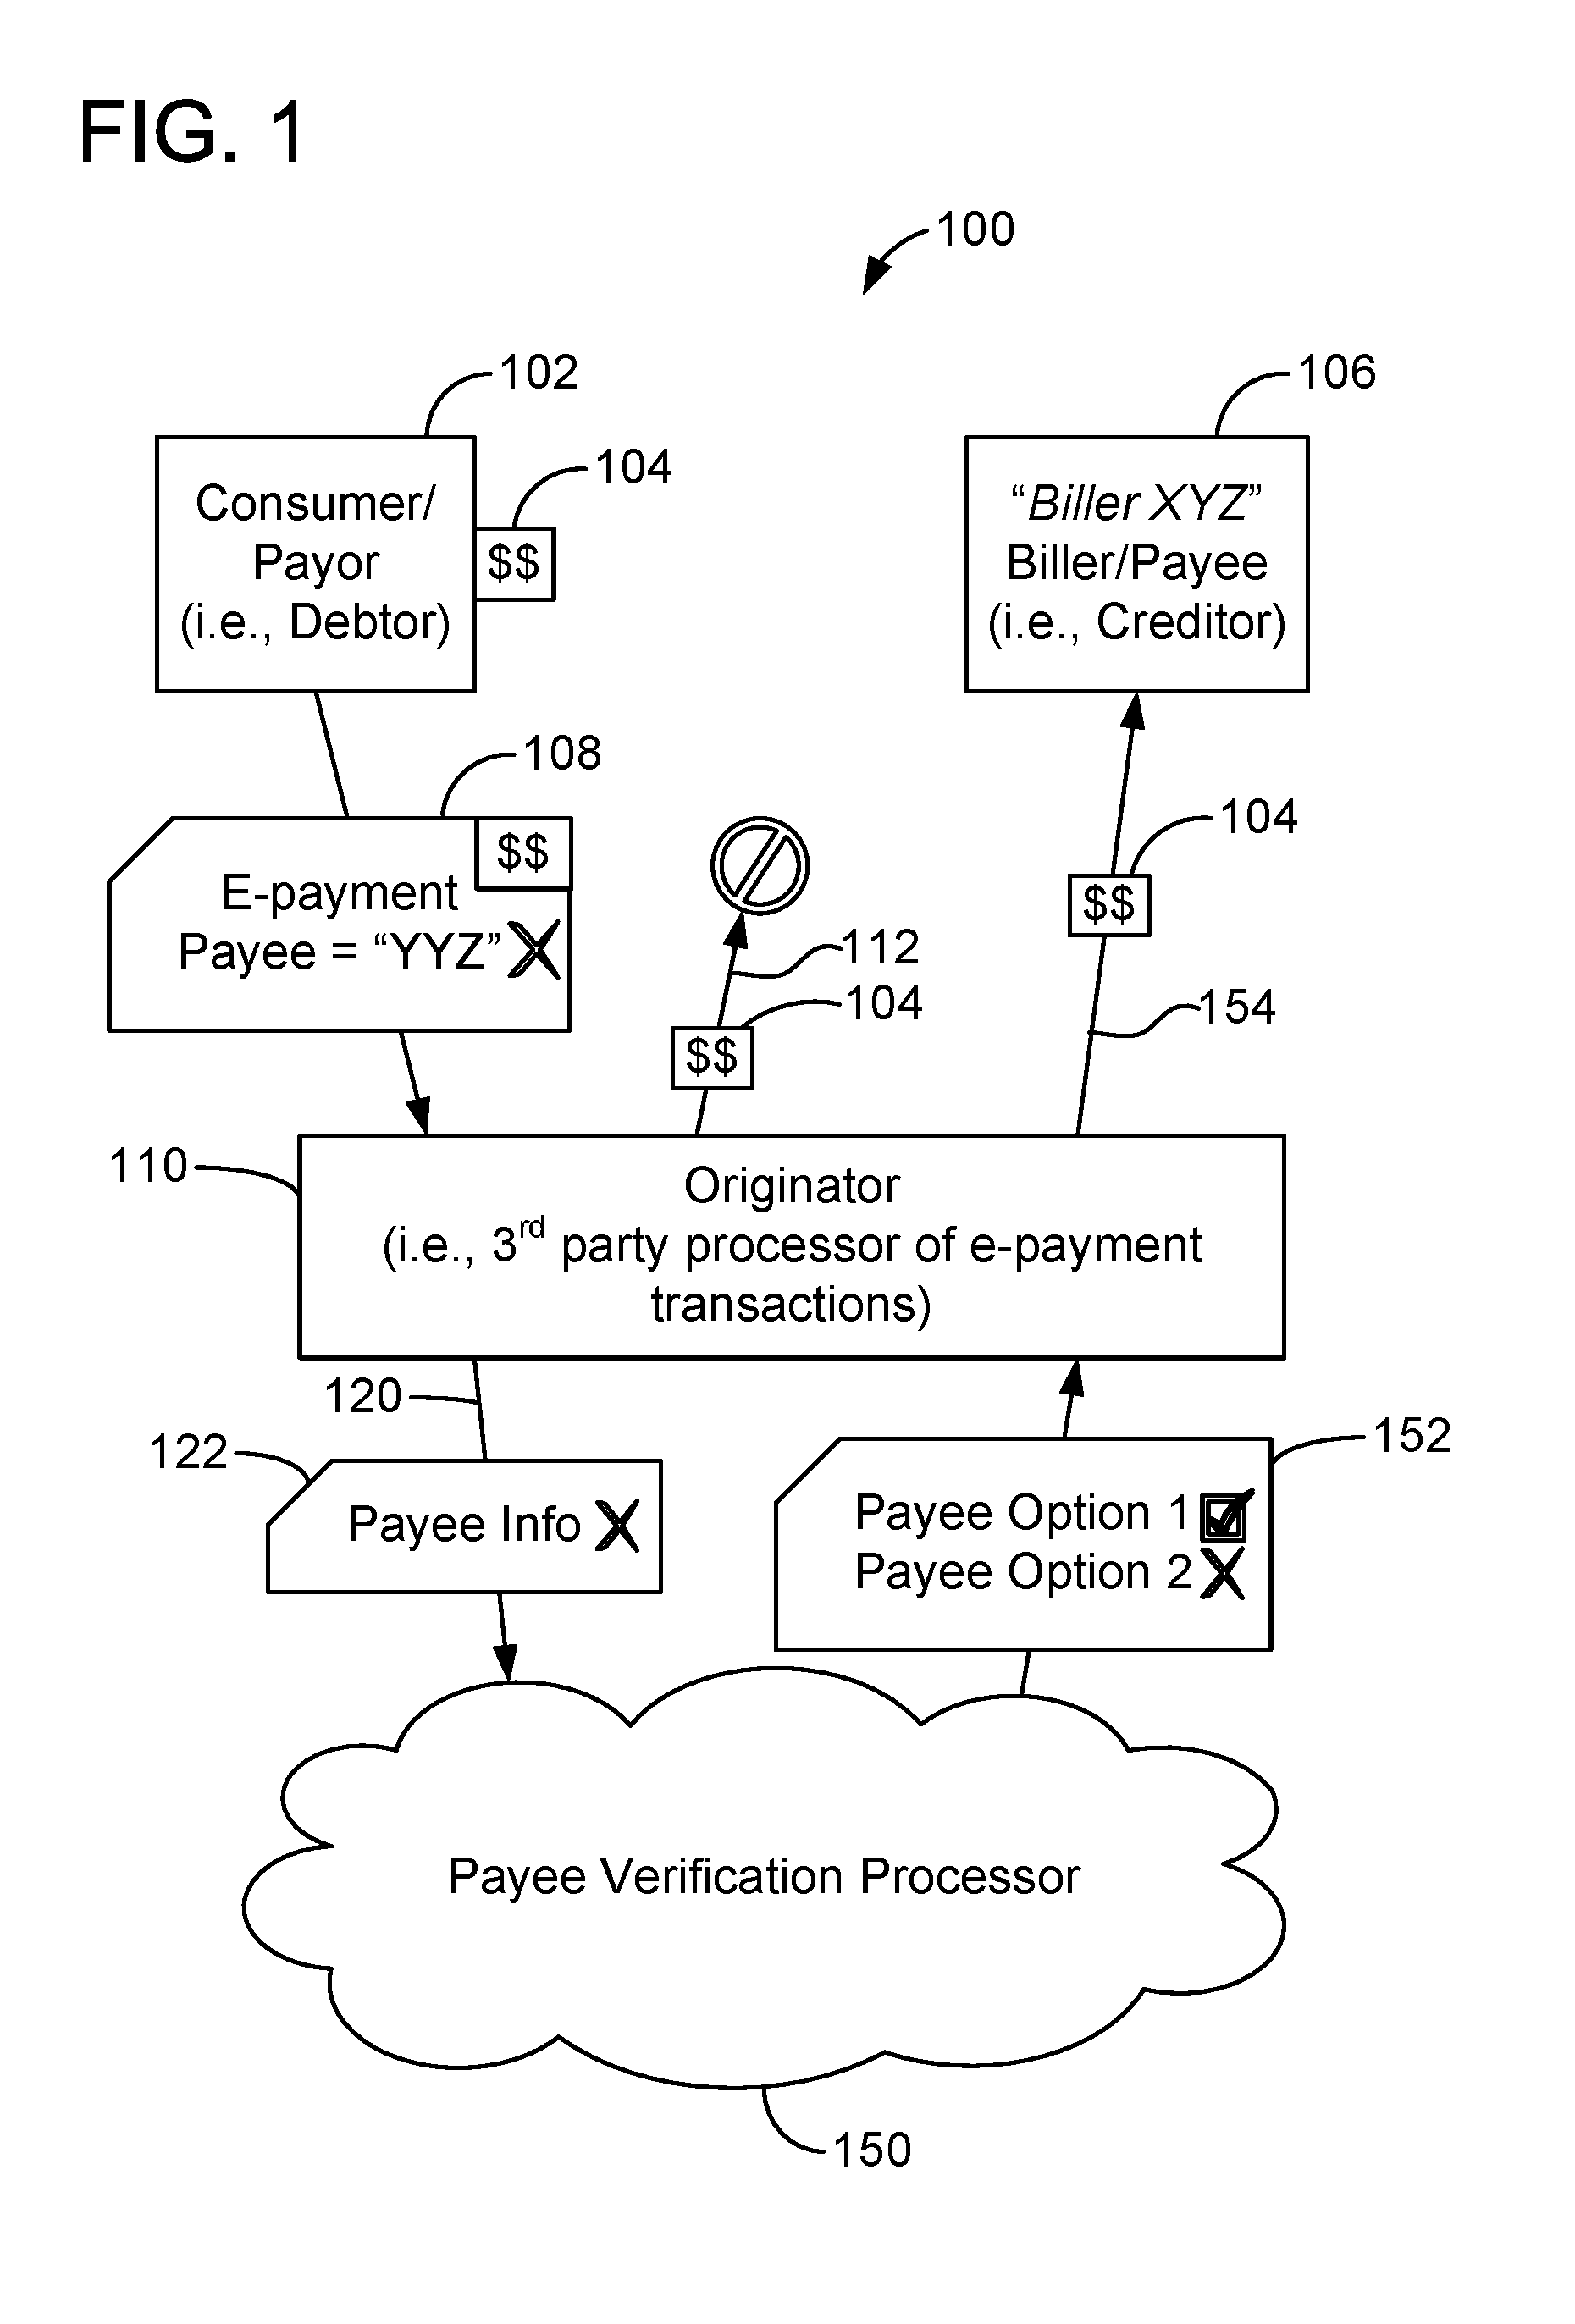 FIG. 1
100
102
106
104
Consumer/
Payor
(i.e., Debtor)
$$
“Biller XYZ”
Biller/Payee
(i.e., Creditor)
108
$$
E-payment
Payee = “YYZ”
104
$$
112
104
$$
154
110
Originator
(i.e., 3rd party processor of e-payment
transactions)
120
122
Payee Info
152
Payee Option 1
Payee Option 2
Payee Verification Processor
150